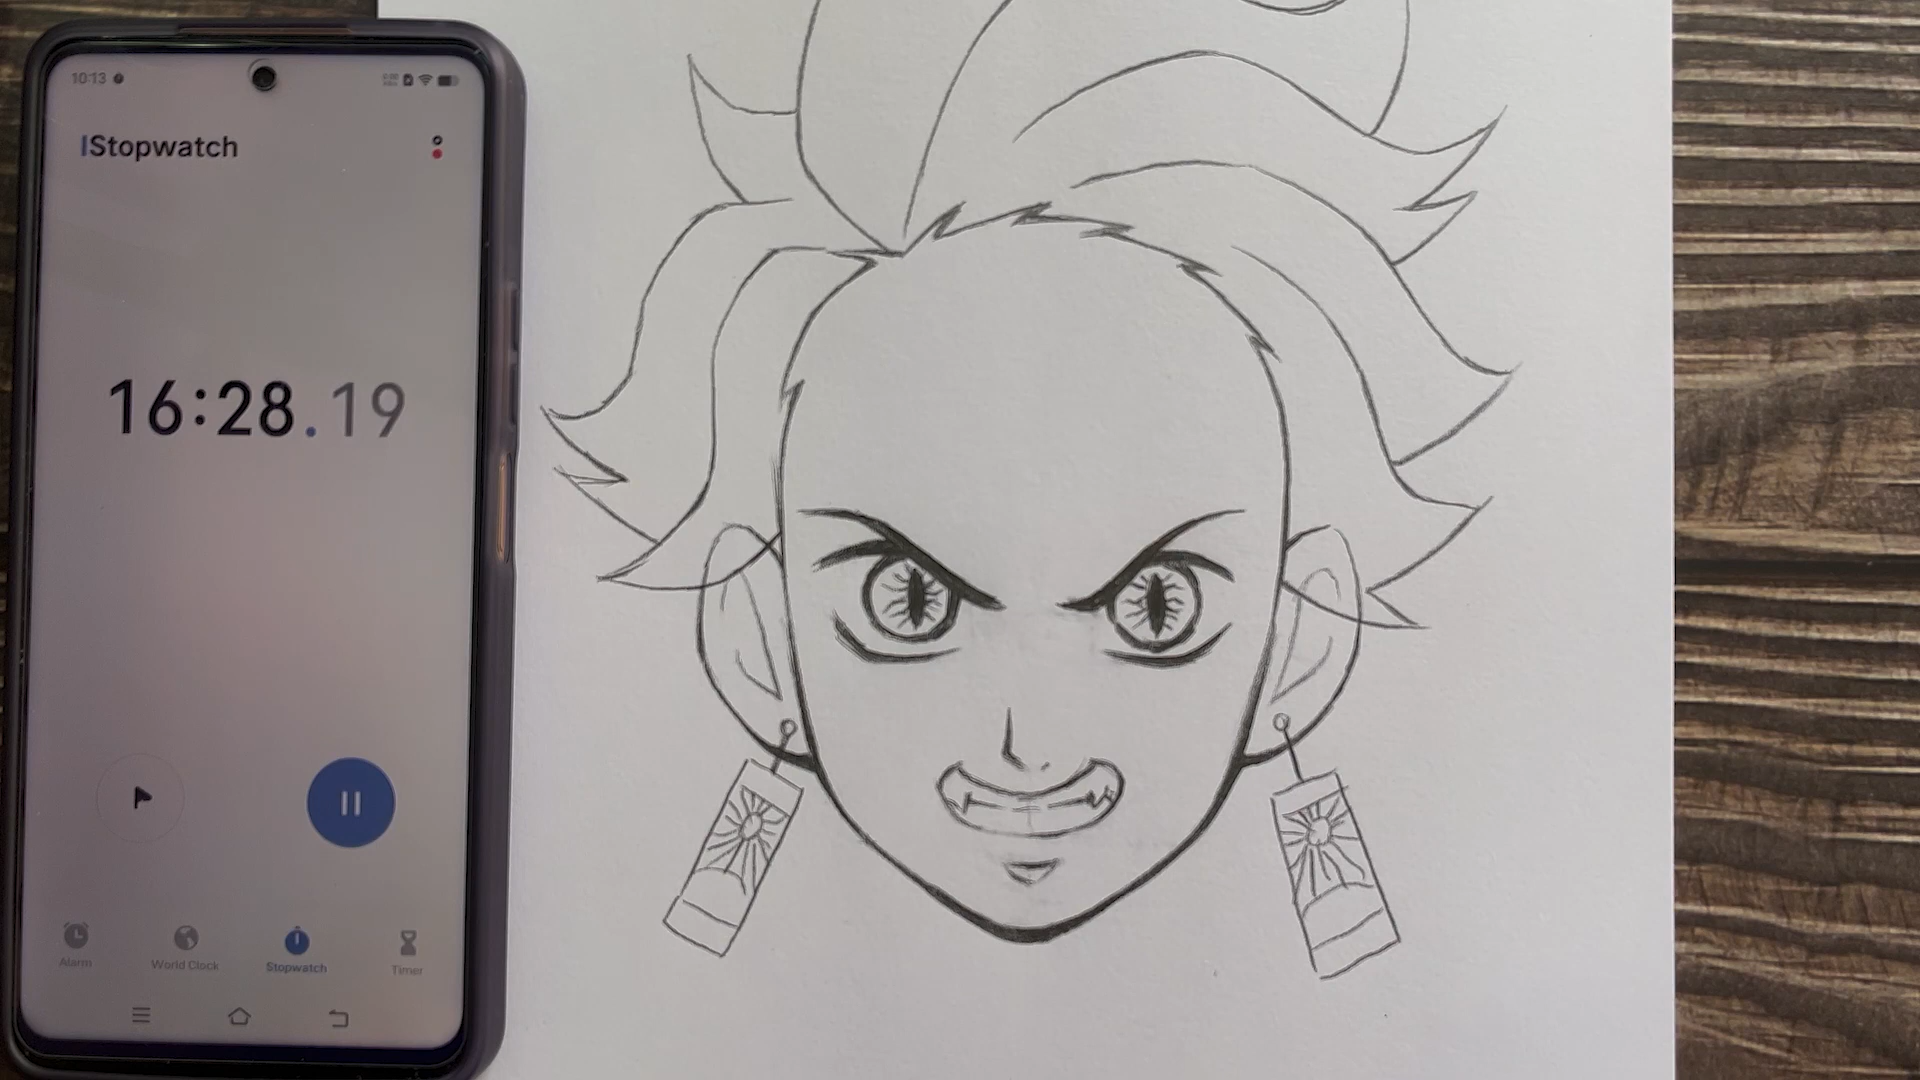 10:13
Stopwatch
16:28.19
Alarm
World Clock
Stopwatch
Timer